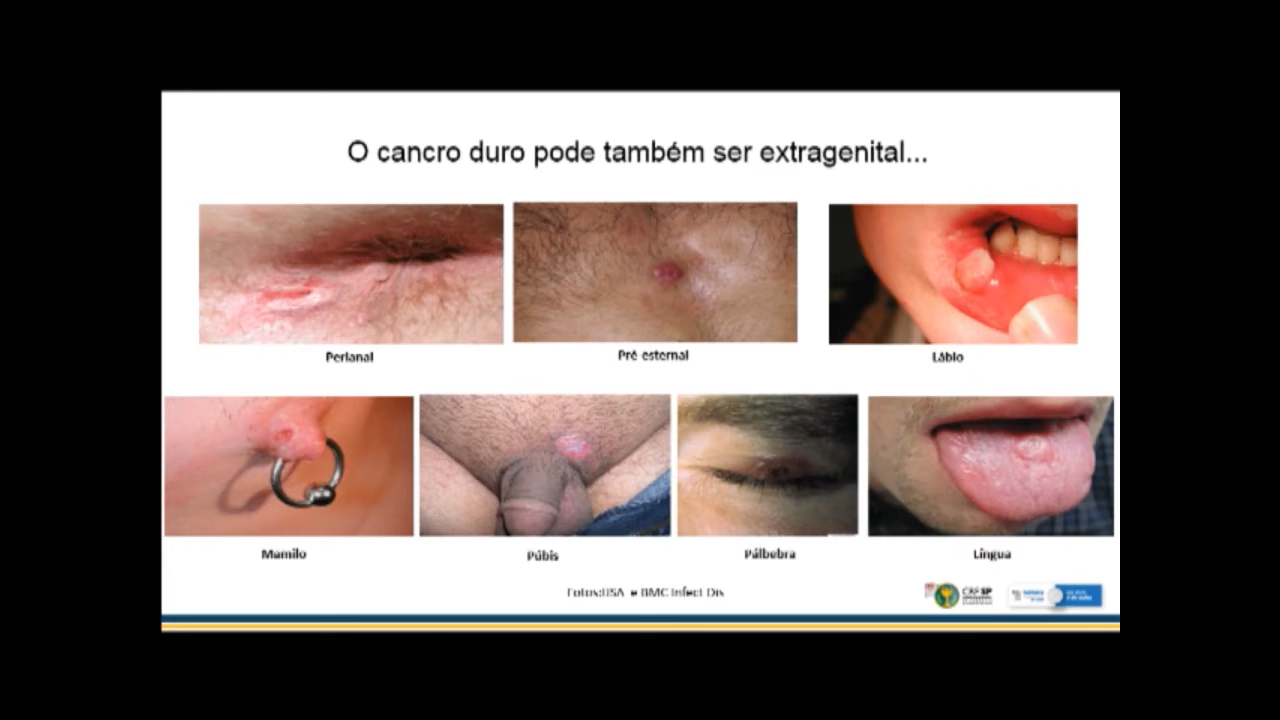 O cancro duro pode também ser extragenital...
Perianal
Pré-esternal
Lábio
Mamilo
Púbis
Pálbebra
Língua
Fotos:USA e BMC Infect Dis
CRF SP